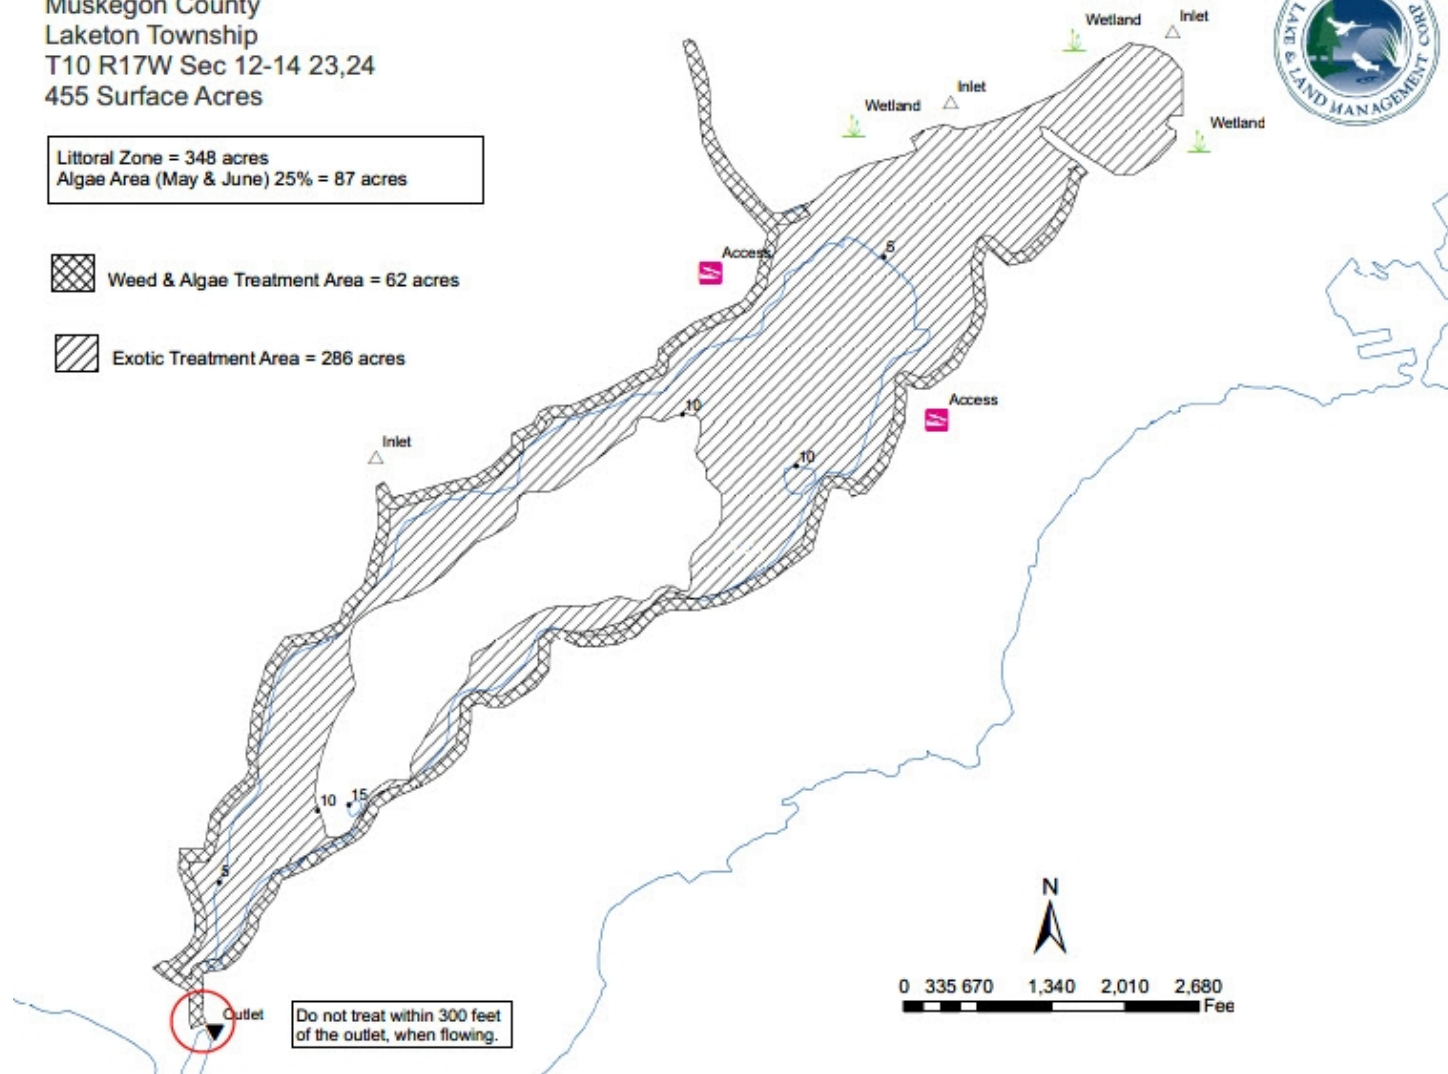 Muskegon County
Laketon Township
T10 R17W Sec 12-14 23,24
455 Surface Acres
Littoral Zone = 348 acres
Algae Area (May & June) 25% = 87 acres
Weed & Algae Treatment Area = 62 acres
Exotic Treatment Area = 286 acres
Wetland
Inlet
LAKE & LAND MANAGEMENT CORP
Inlet
Wetland
Wetland
Access
5
10
Access
Inlet
10
10
15
5
N
0 335 670 1,340 2,010 2,680
Fee
Outlet
Do not treat within 300 feet
of the outlet, when flowing.